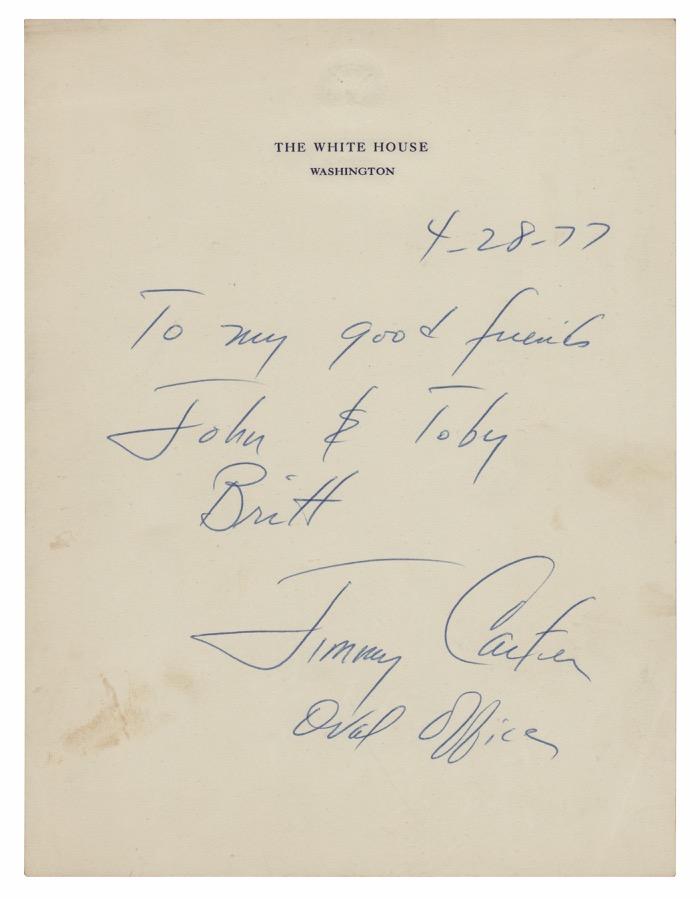 THE WHITE HOUSE
WASHINGTON
4-28-77
To my good friends
John & Toby
Britt
Jimmy Carter
Oval Office